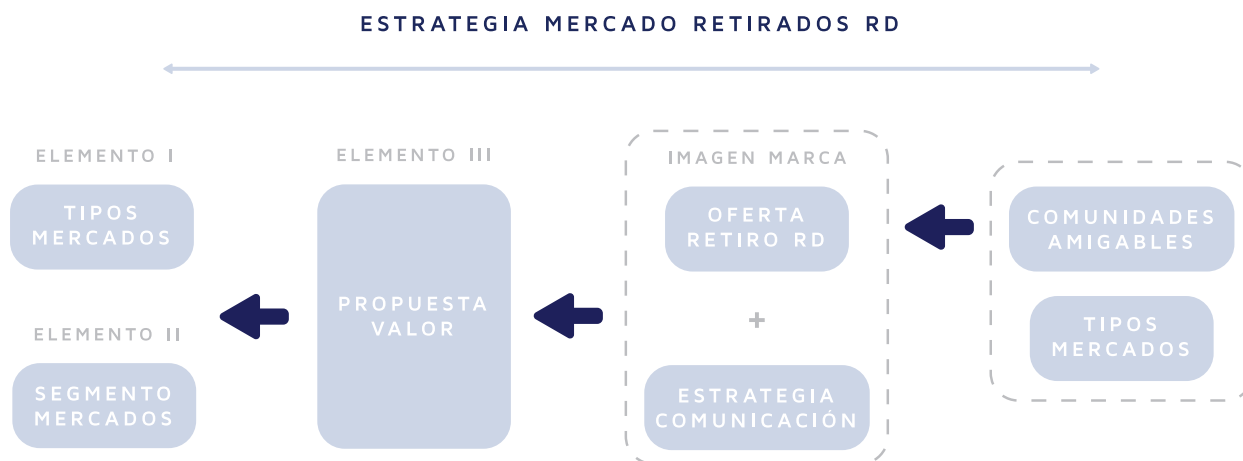 ESTRATEGIA MERCADO RETIRADOS RD
ELEMENTO I
TIPOS
MERCADOS
ELEMENTO II
SEGMENTO
MERCADOS
ELEMENTO III
PROPUESTA
VALOR
IMAGEN MARCA
OFERTA
RETIRO RD
+
ESTRATEGIA
COMUNICACIÓN
COMUNIDADES
AMIGABLES
TIPOS
MERCADOS